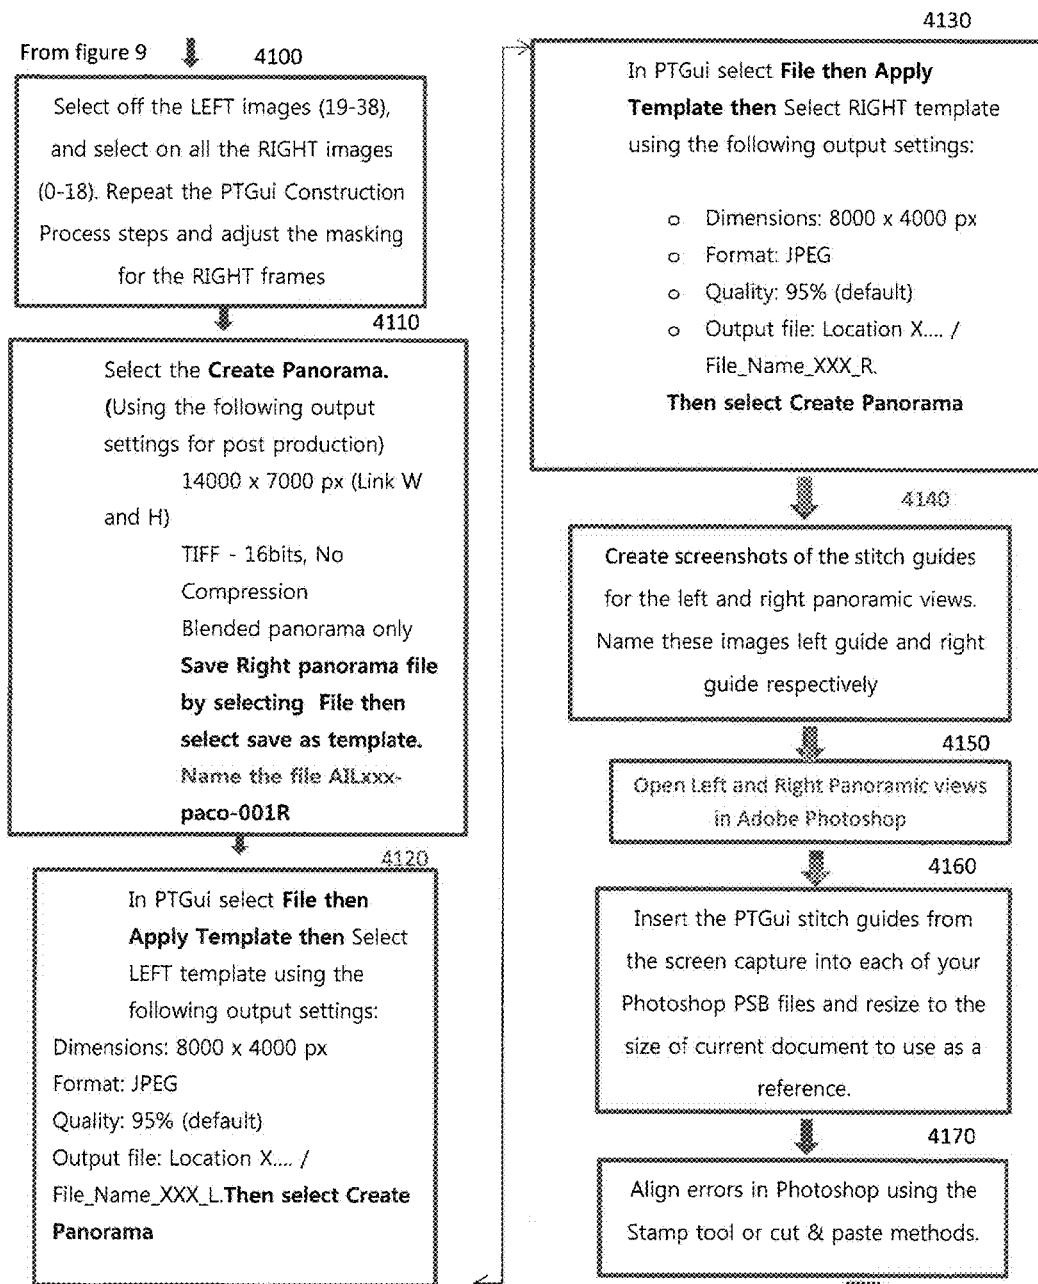 From figure 9
4100
Select off the LEFT images (19-38),
and select on all the RIGHT images
(0-18). Repeat the PTGui Construction
Process steps and adjust the masking
for the RIGHT frames
4110
Select the Create Panorama.
(Using the following output
settings for post production)
14000 x 7000 px (Link W
and H)
TIFF - 16bits, No
Compression
Blended panorama only
Save Right panorama file
by selecting File then
select save as template.
Name the file AILxxx-
paco-001R
4120
In PTGui select File then
Apply Template then Select
LEFT template using the
following output settings:
Dimensions: 8000 x 4000 px
Format: JPEG
Quality: 95% (default)
Output file: Location X.... /
File_Name_XXX_L.Then select Create
Panorama
4130
In PTGui select File then Apply
Template then Select RIGHT template
using the following output settings:
o Dimensions: 8000 x 4000 px
o Format: JPEG
o Quality: 95% (default)
o Output file: Location X.... /
File_Name_XXX_R.
Then select Create Panorama
4140
Create screenshots of the stitch guides
for the left and right panoramic views.
Name these images left guide and right
guide respectively
4150
Open Left and Right Panoramic views
in Adobe Photoshop
4160
Insert the PTGui stitch guides from
the screen capture into each of your
Photoshop PSB files and resize to the
size of current document to use as a
reference.
4170
Align errors in Photoshop using the
Stamp tool or cut & paste methods.